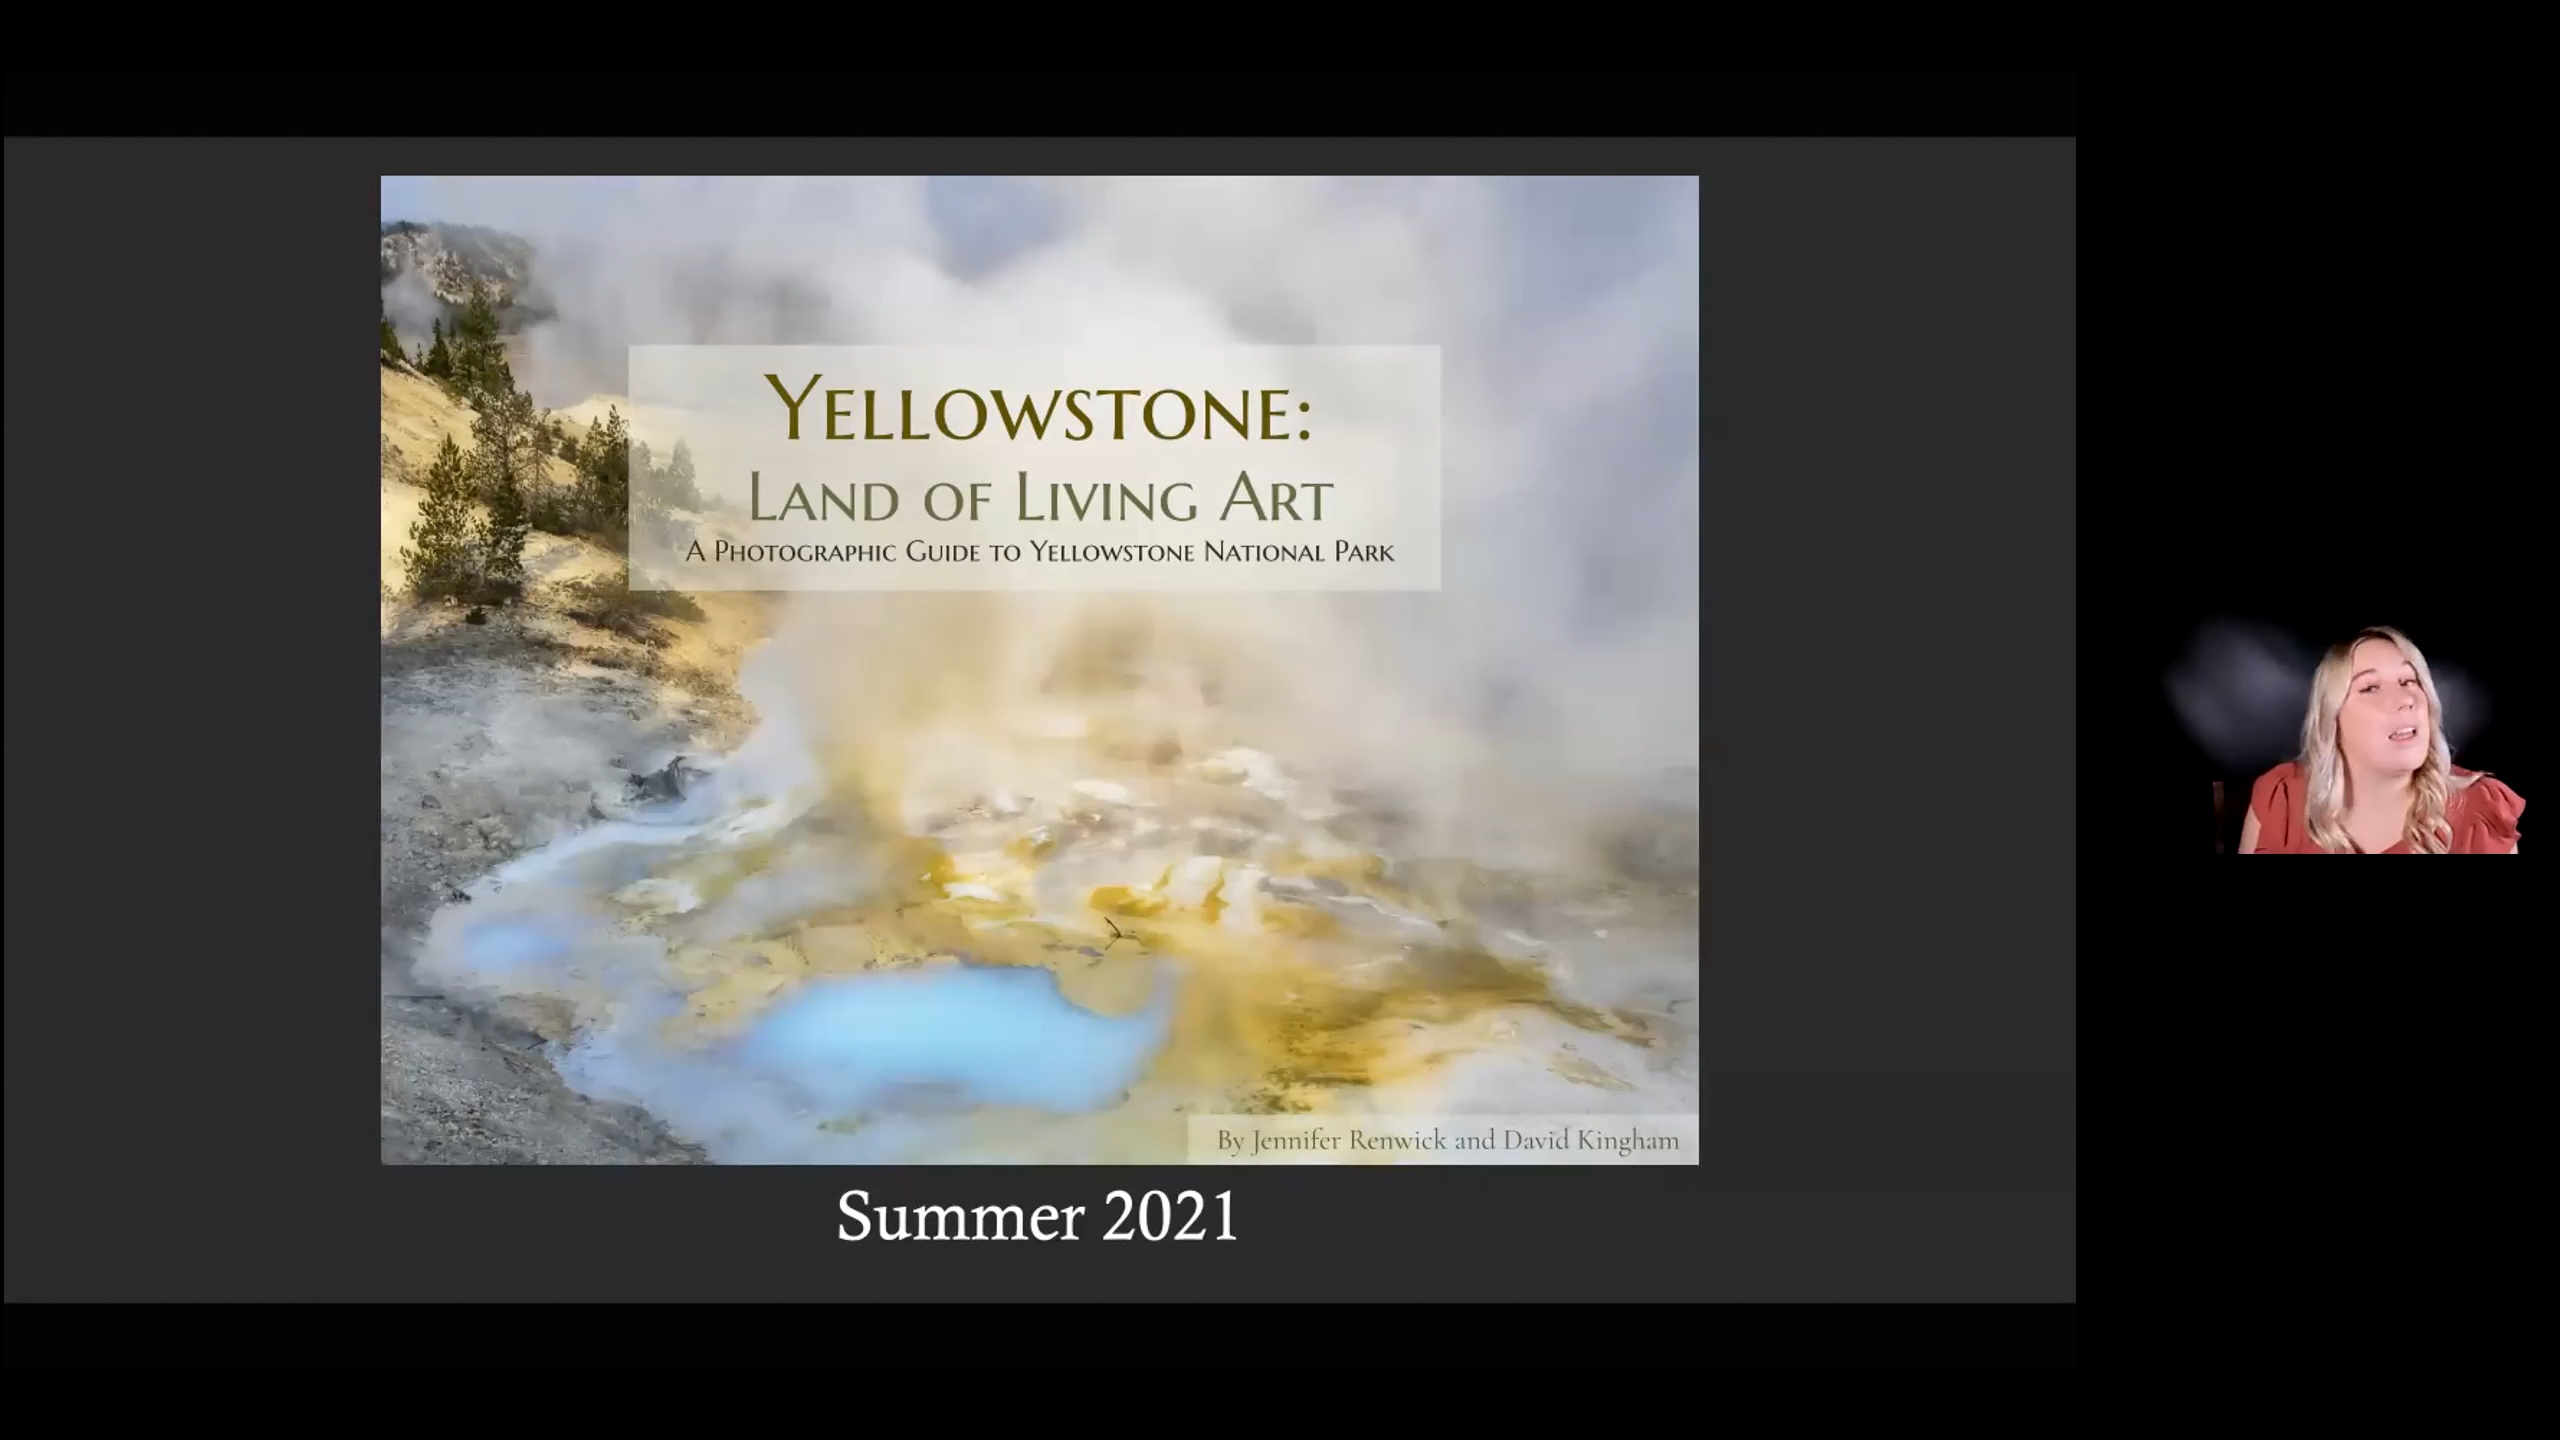 Yellowstone:
Land of Living Art
A Photographic Guide to Yellowstone National Park
By Jennifer Renwick and David Kingham
Summer 2021